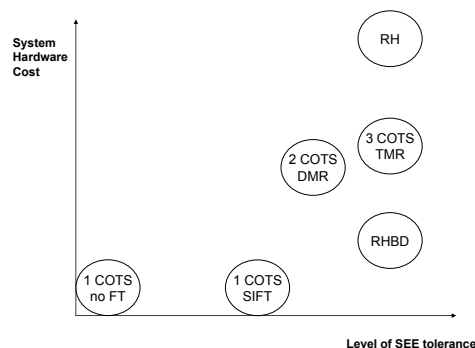 System
Hardware
Cost
RH
3 COTS
TMR
2 COTS
DMR
RHBD
1 COTS
no FT
1 COTS
SIFT
Level of SEE tolerance